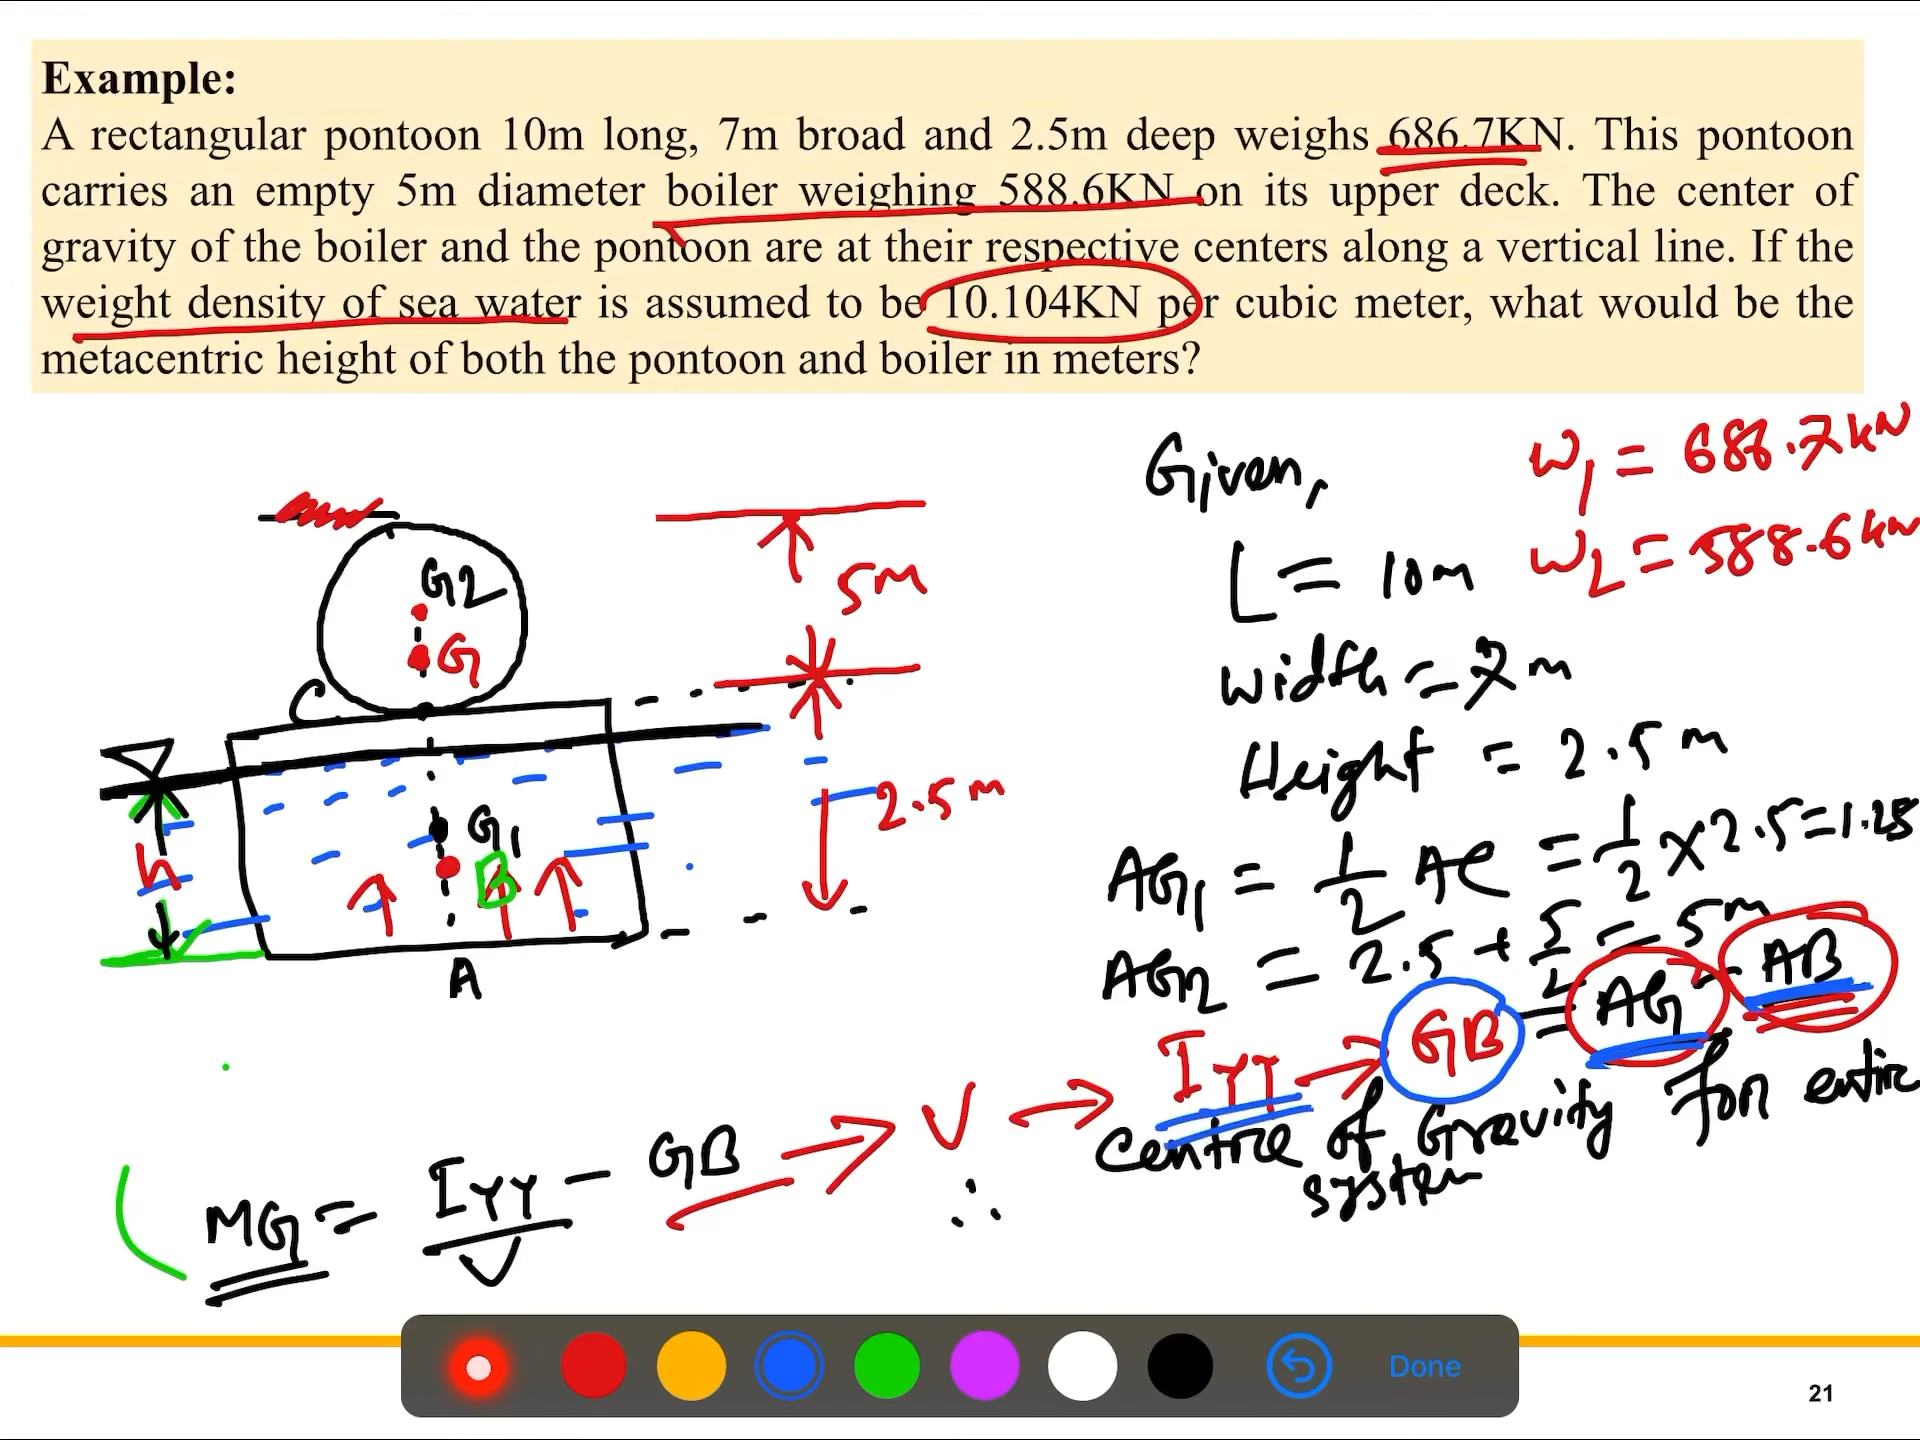 Example:
A rectangular pontoon 10m long, 7m broad and 2.5m deep weighs 686.7KN. This pontoon
carries an empty 5m diameter boiler weighing 588.6KN on its upper deck. The center of
gravity of the boiler and the pontoon are at their respective centers along a vertical line. If the
weight density of sea water is assumed to be 10.104KN per cubic meter, what would be the
metacentric height of both the pontoon and boiler in meters?
Given,
W1 = 686.7kN
L = 10m
W2 = 588.6kN
Width = 7m
Height = 2.5m
AG1 = 1/2 AC = 1/2 × 2.5 = 1.25
AG2 = 2.5 + 5/2 = 5m
GB = AG - AB
G2
G
5m
C
G1
B
h
2.5m
A
MG = IYY/V - GB → V → IYY → GB
∴ Centre of Gravity for entire
system
Done
21